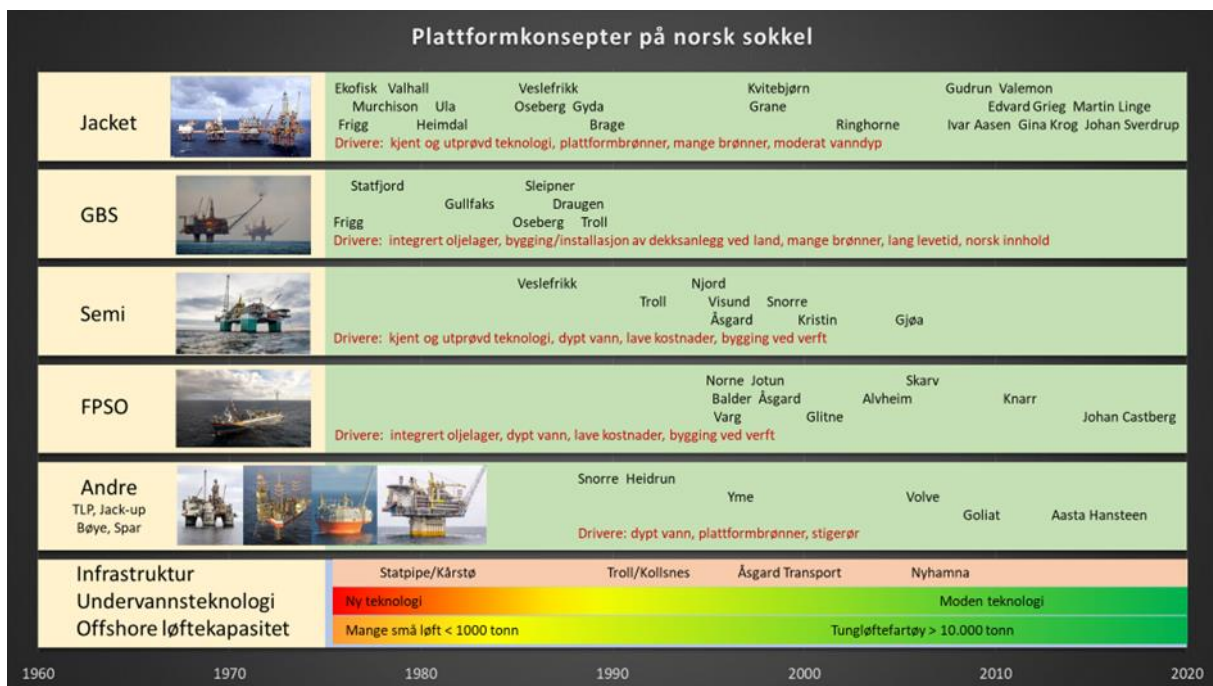 Plattformkonsepter på norsk sokkel
Jacket
Ekofisk Valhall Veslefrikk Kvitebjørn Gudrun Valemon
Murchison Ula Oseberg Gyda Grane Edvard Grieg Martin Linge
Frigg Heimdal Brage Ringhorne Ivar Aasen Gina Krog Johan Sverdrup
Drivere: kjent og utprøvd teknologi, plattformbrønner, mange brønner, moderat vanndyp
GBS
Statfjord Sleipner
Gullfaks Draugen
Frigg Oseberg Troll
Drivere: integrert oljelager, bygging/installasjon av dekksanlegg ved land, mange brønner, lang levetid, norsk innhold
Semi
Veslefrikk Njord
Troll Visund Snorre
Åsgard Kristin Gjøa
Drivere: kjent og utprøvd teknologi, dypt vann, lave kostnader, bygging ved verft
FPSO
Norne Jotun Skarv
Balder Åsgard Alvheim Knarr
Varg Glitne Johan Castberg
Drivere: integrert oljelager, dypt vann, lave kostnader, bygging ved verft
Andre
TLP, Jack-up
Bøye, Spar
Snorre Heidrun
Yme Volve
Goliat Aasta Hansteen
Drivere: dypt vann, plattformbrønner, stigerør
Infrastruktur Statpipe/Kårstø Troll/Kollsnes Åsgard Transport Nyhamna
Undervannsteknologi Ny teknologi Moden teknologi
Offshore løftekapasitet Mange små løft < 1000 tonn Tungløftefartøy > 10.000 tonn
1960 1970 1980 1990 2000 2010 2020